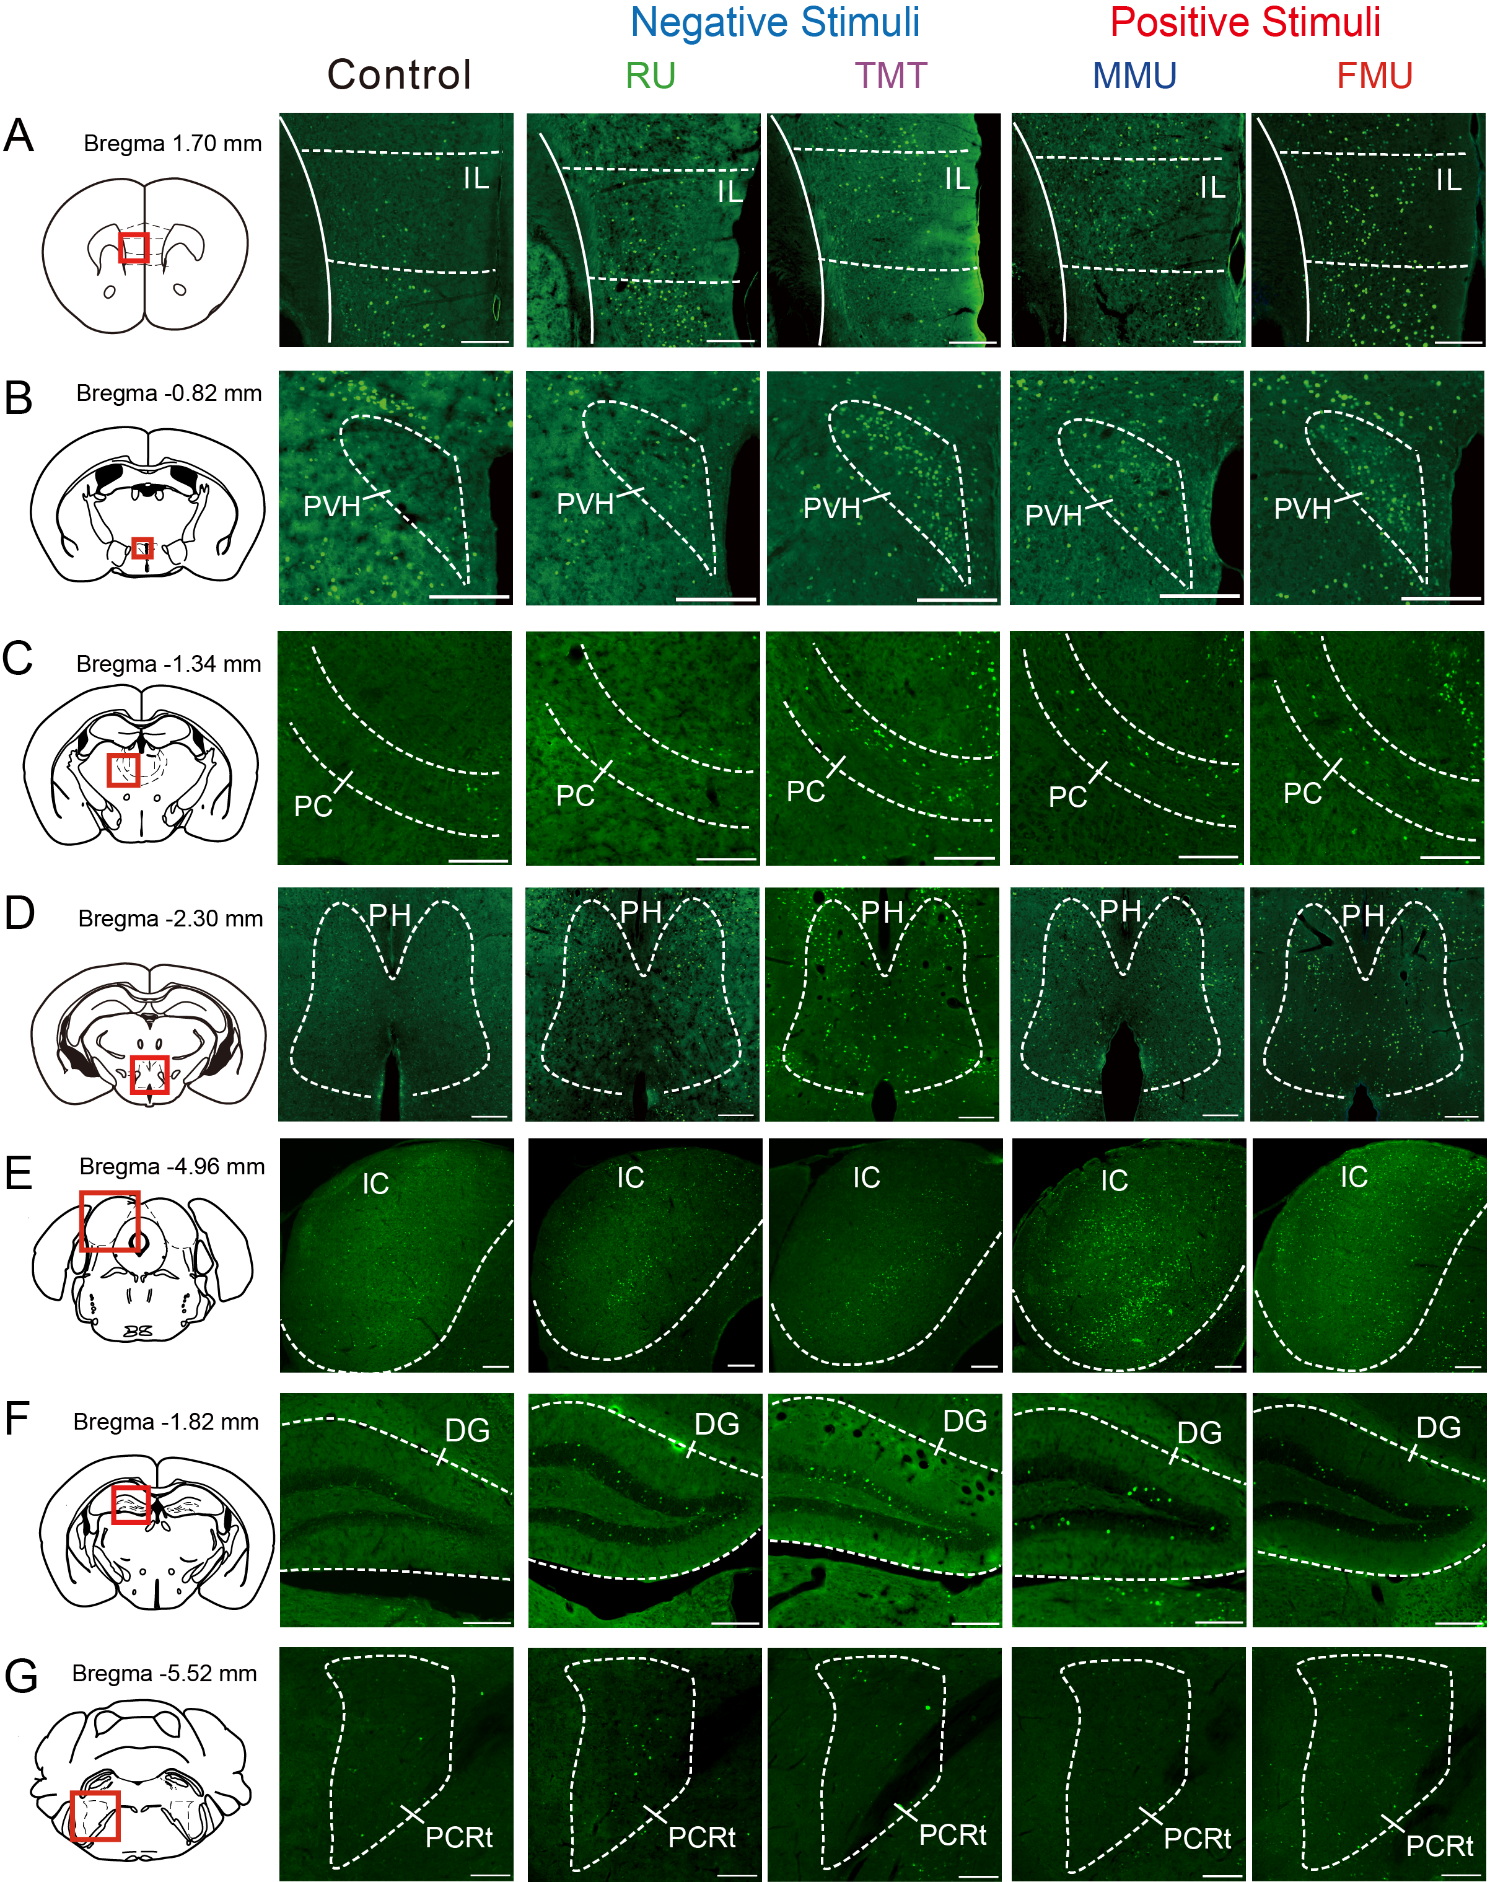 Negative Stimuli Positive Stimuli
Control RU TMT MMU FMU
A Bregma 1.70 mm
IL IL IL IL IL
B Bregma -0.82 mm
PVH PVH PVH PVH PVH
C Bregma -1.34 mm
PC PC PC PC PC
D Bregma -2.30 mm
PH PH PH PH PH
E Bregma -4.96 mm
IC IC IC IC IC
F Bregma -1.82 mm
DG DG DG DG DG
G Bregma -5.52 mm
PCRt PCRt PCRt PCRt PCRt